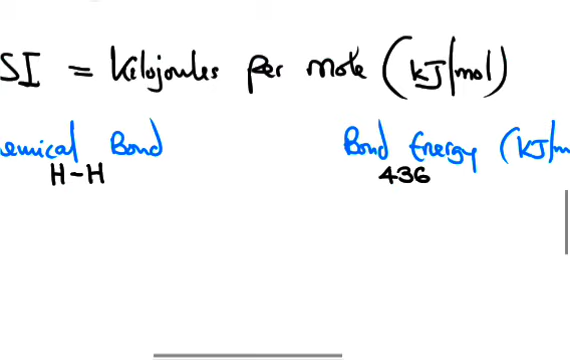 SI = Kilojoules per mole (kJ/mol)
emical Bond Bond Energy (kJ/m
H-H 436